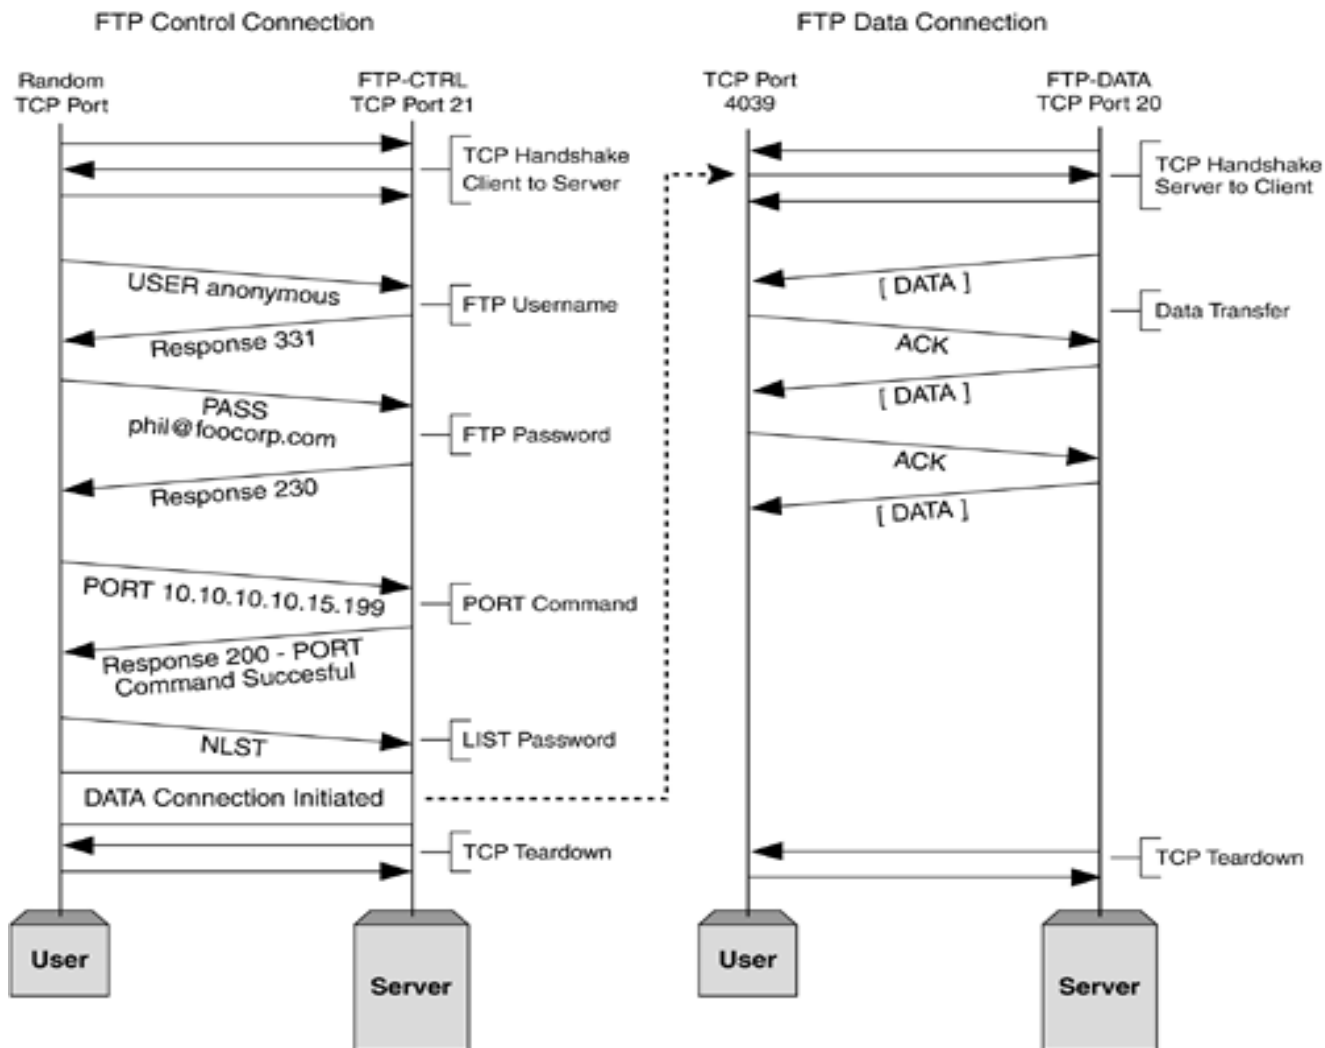 FTP Control Connection
Random
TCP Port
FTP-CTRL
TCP Port 21
TCP Handshake
Client to Server
USER anonymous
FTP Username
Response 331
PASS
phil@foocorp.com
FTP Password
Response 230
PORT 10.10.10.10.15.199
PORT Command
Response 200 - PORT
Command Succesful
NLST
LIST Password
DATA Connection Initiated
TCP Teardown
User
Server
FTP Data Connection
TCP Port
4039
FTP-DATA
TCP Port 20
TCP Handshake
Server to Client
[ DATA ]
Data Transfer
ACK
[ DATA ]
ACK
[ DATA ]
TCP Teardown
User
Server